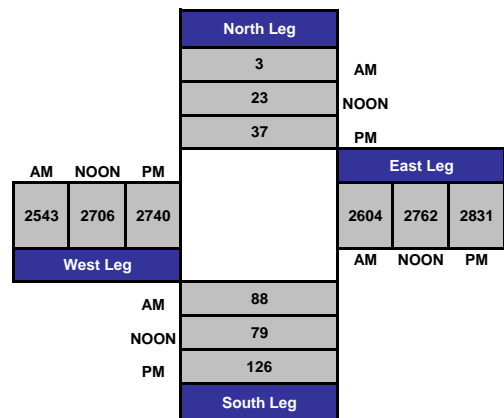 North Leg
3
AM
23
NOON
37
PM
AM NOON PM
East Leg
2543 2706 2740
2604 2762 2831
West Leg
AM NOON PM
AM
88
NOON
79
PM
126
South Leg